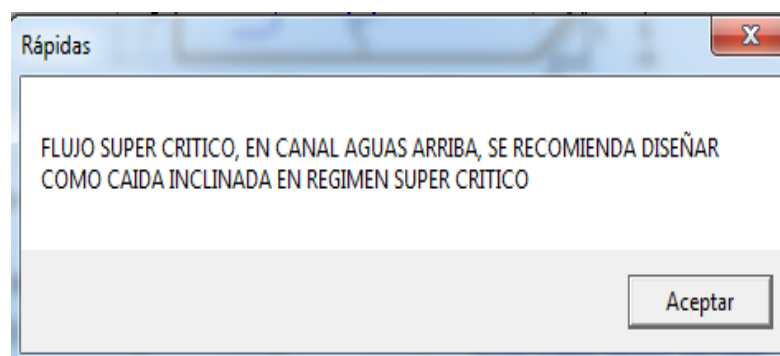 Rápidas
FLUJO SUPER CRITICO, EN CANAL AGUAS ARRIBA, SE RECOMIENDA DISEÑAR
COMO CAIDA INCLINADA EN REGIMEN SUPER CRITICO
Aceptar